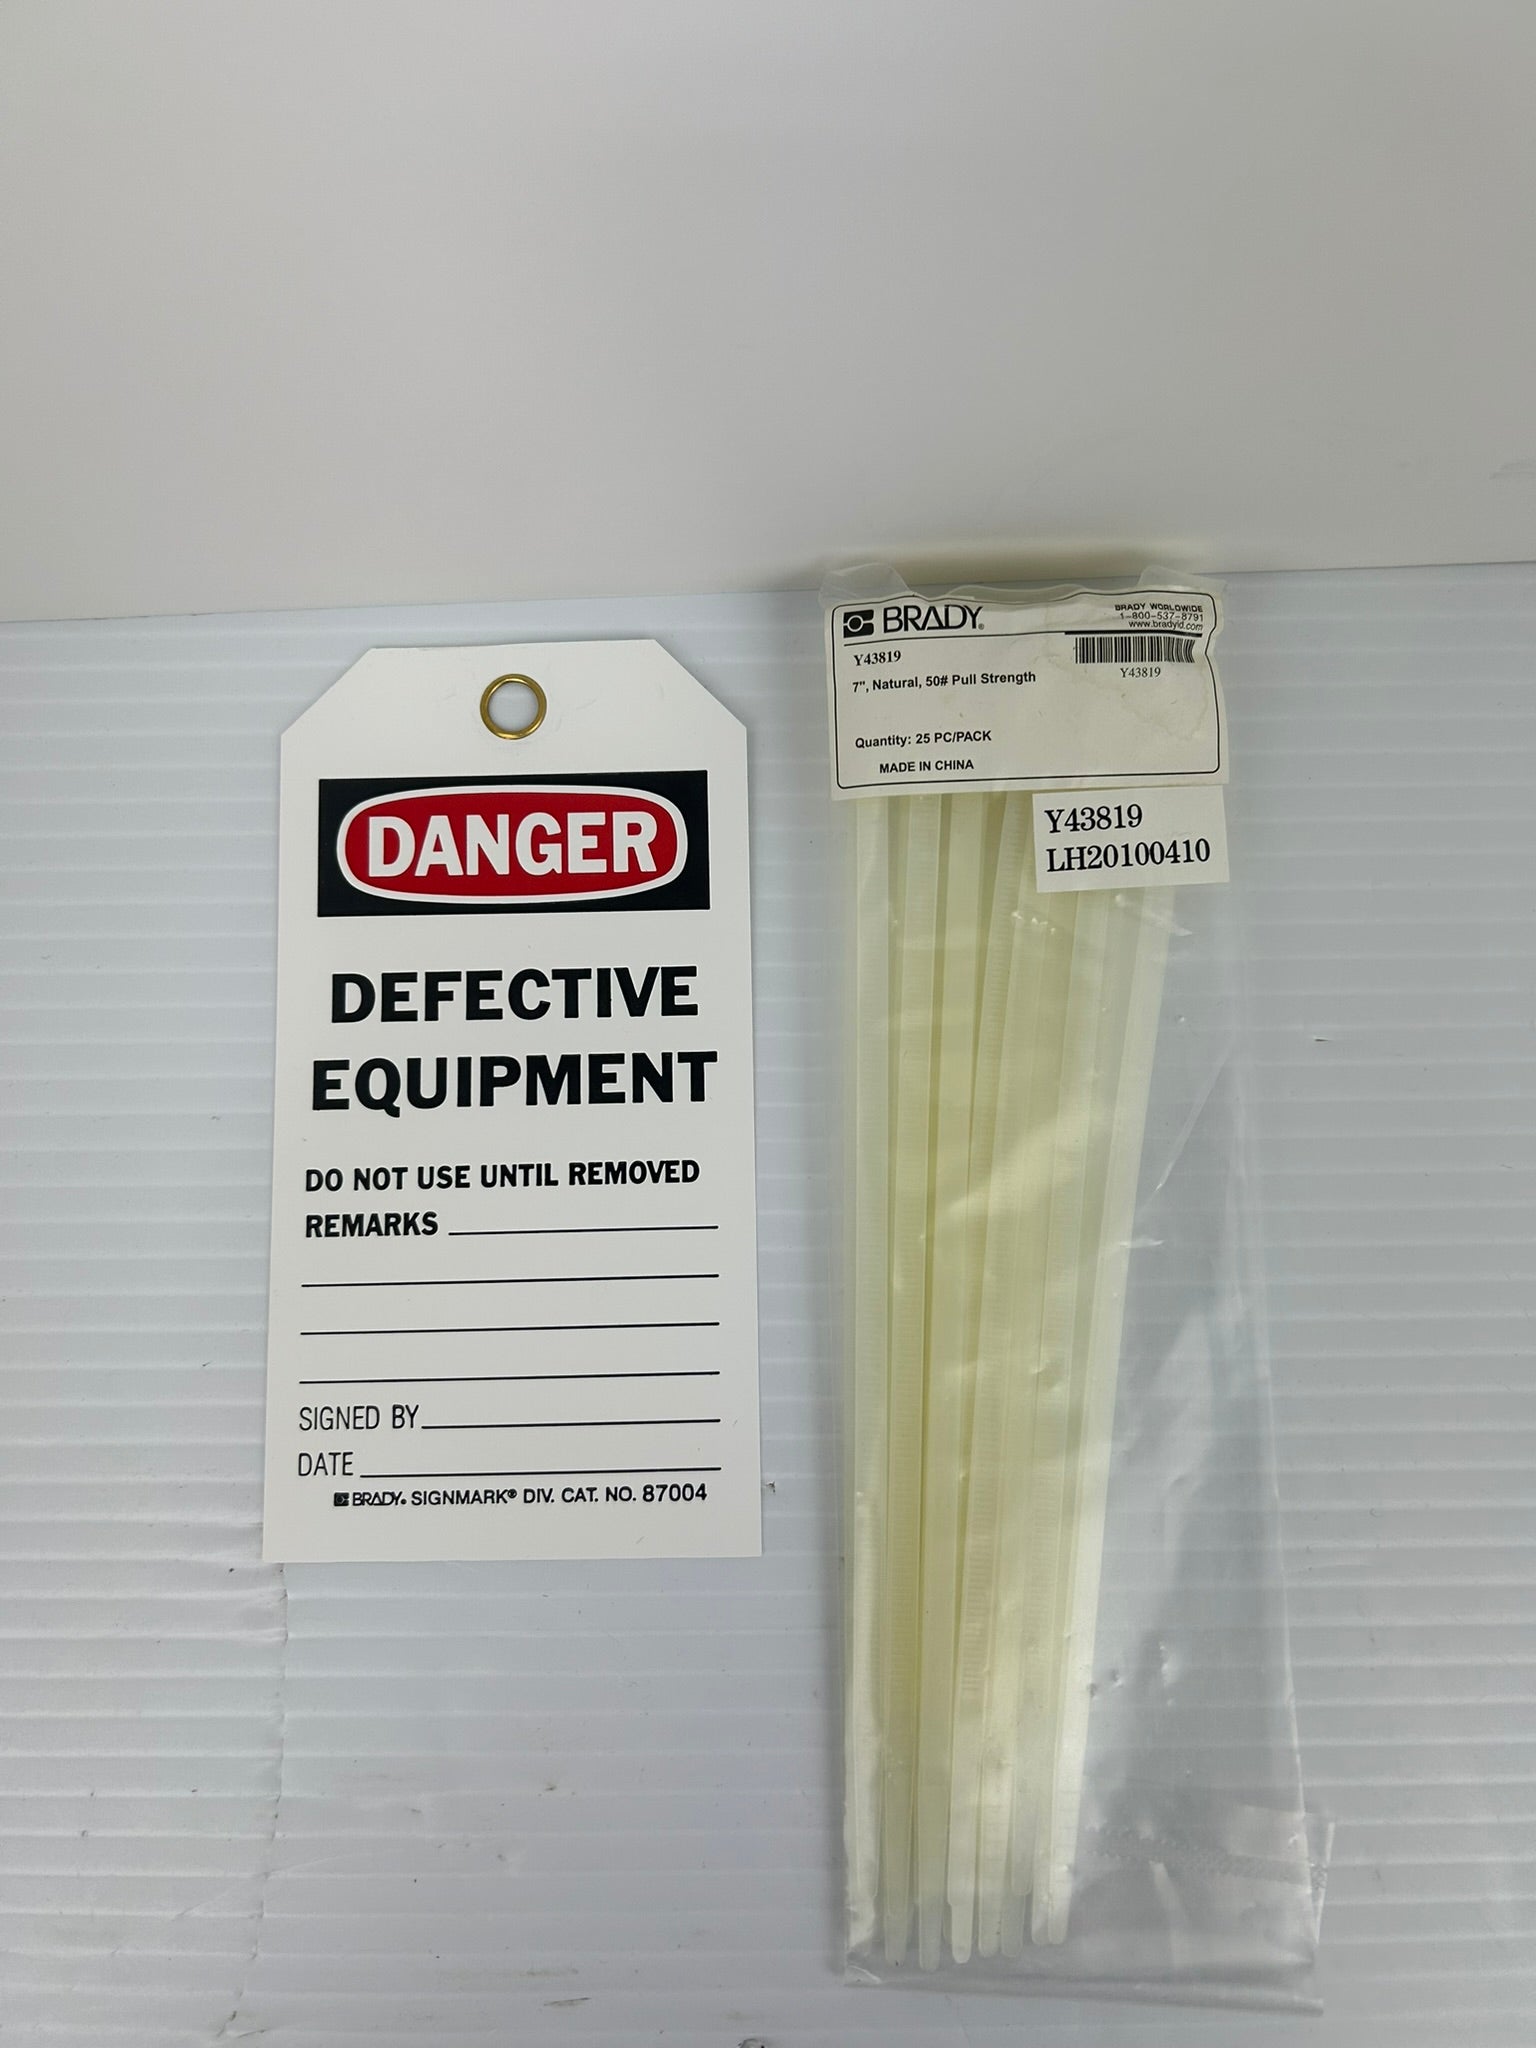 DANGER
DEFECTIVE
EQUIPMENT
DO NOT USE UNTIL REMOVED
REMARKS
SIGNED BY
DATE
BRADY® SIGNMARK® DIV. CAT. NO. 87004
BRADY®
BRADY WORLDWIDE
1-800-537-8791
www.bradyid.com
Y43819
7", Natural, 50# Pull Strength
Y43819
Quantity: 25 PC/PACK
MADE IN CHINA
Y43819
LH20100410